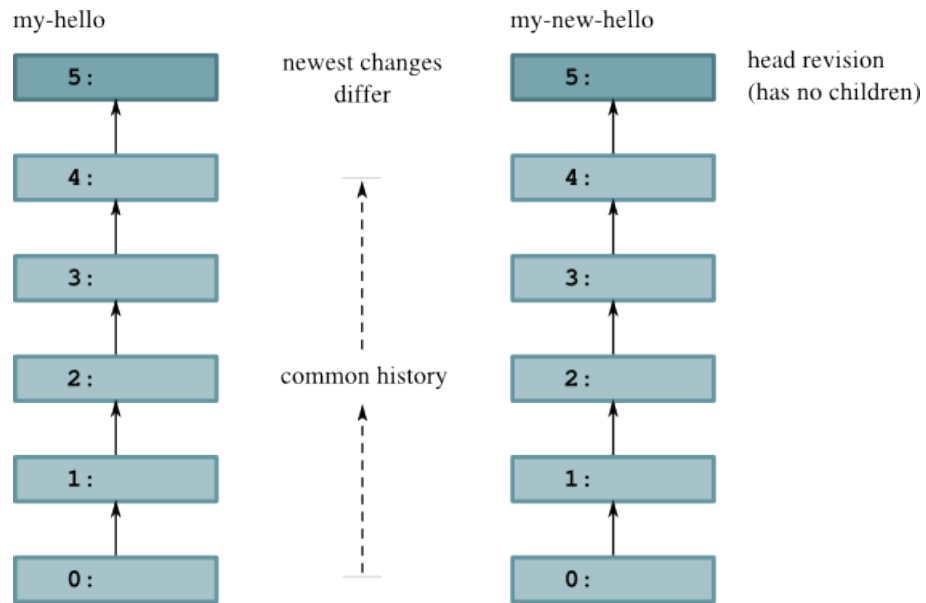 my-hello
my-new-hello
5:
newest changes
differ
5:
head revision
(has no children)
4:
4:
3:
3:
2:
common history
2:
1:
1:
0:
0: